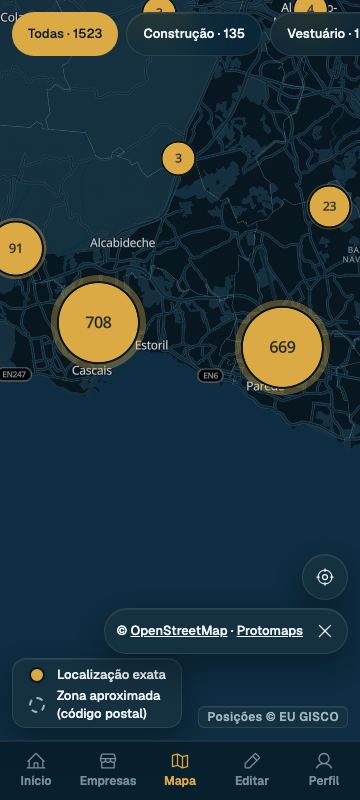 Todas · 1523
Construção · 135
Vestuário · 1
3
23
91
Alcabideche
708
669
Estoril
EN247
Cascais
EN6
© OpenStreetMap · Protomaps
Localização exata
Zona aproximada
(código postal)
Posições © EU GISCO
Início
Empresas
Mapa
Editar
Perfil